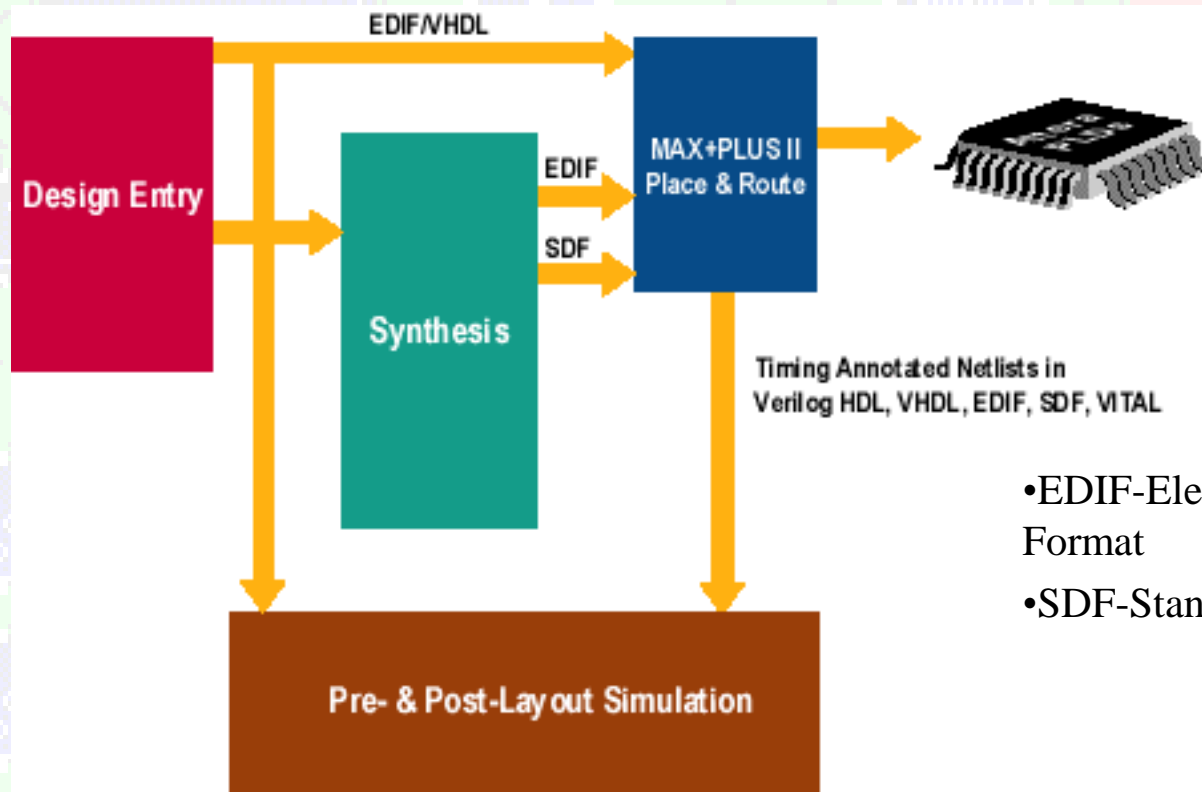 EDIF/VHDL
Design Entry
Synthesis
EDIF
SDF
MAX+PLUS II
Place & Route
Altera
Timing Annotated Netlists in
Verilog HDL, VHDL, EDIF, SDF, VITAL
•EDIF-Ele
Format
•SDF-Stan
Pre- & Post-Layout Simulation